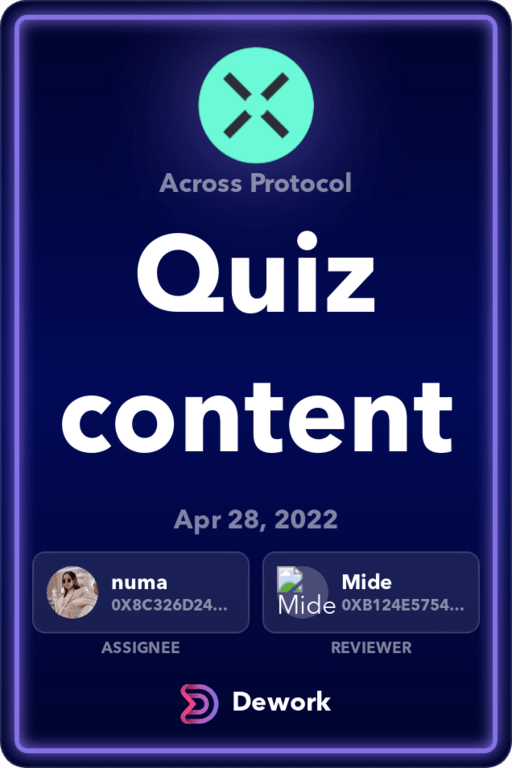 Across Protocol
Quiz
content
Apr 28, 2022
numa
0X8C326D24...
ASSIGNEE
Mide
Mide
0XB124E5754...
REVIEWER
Dework